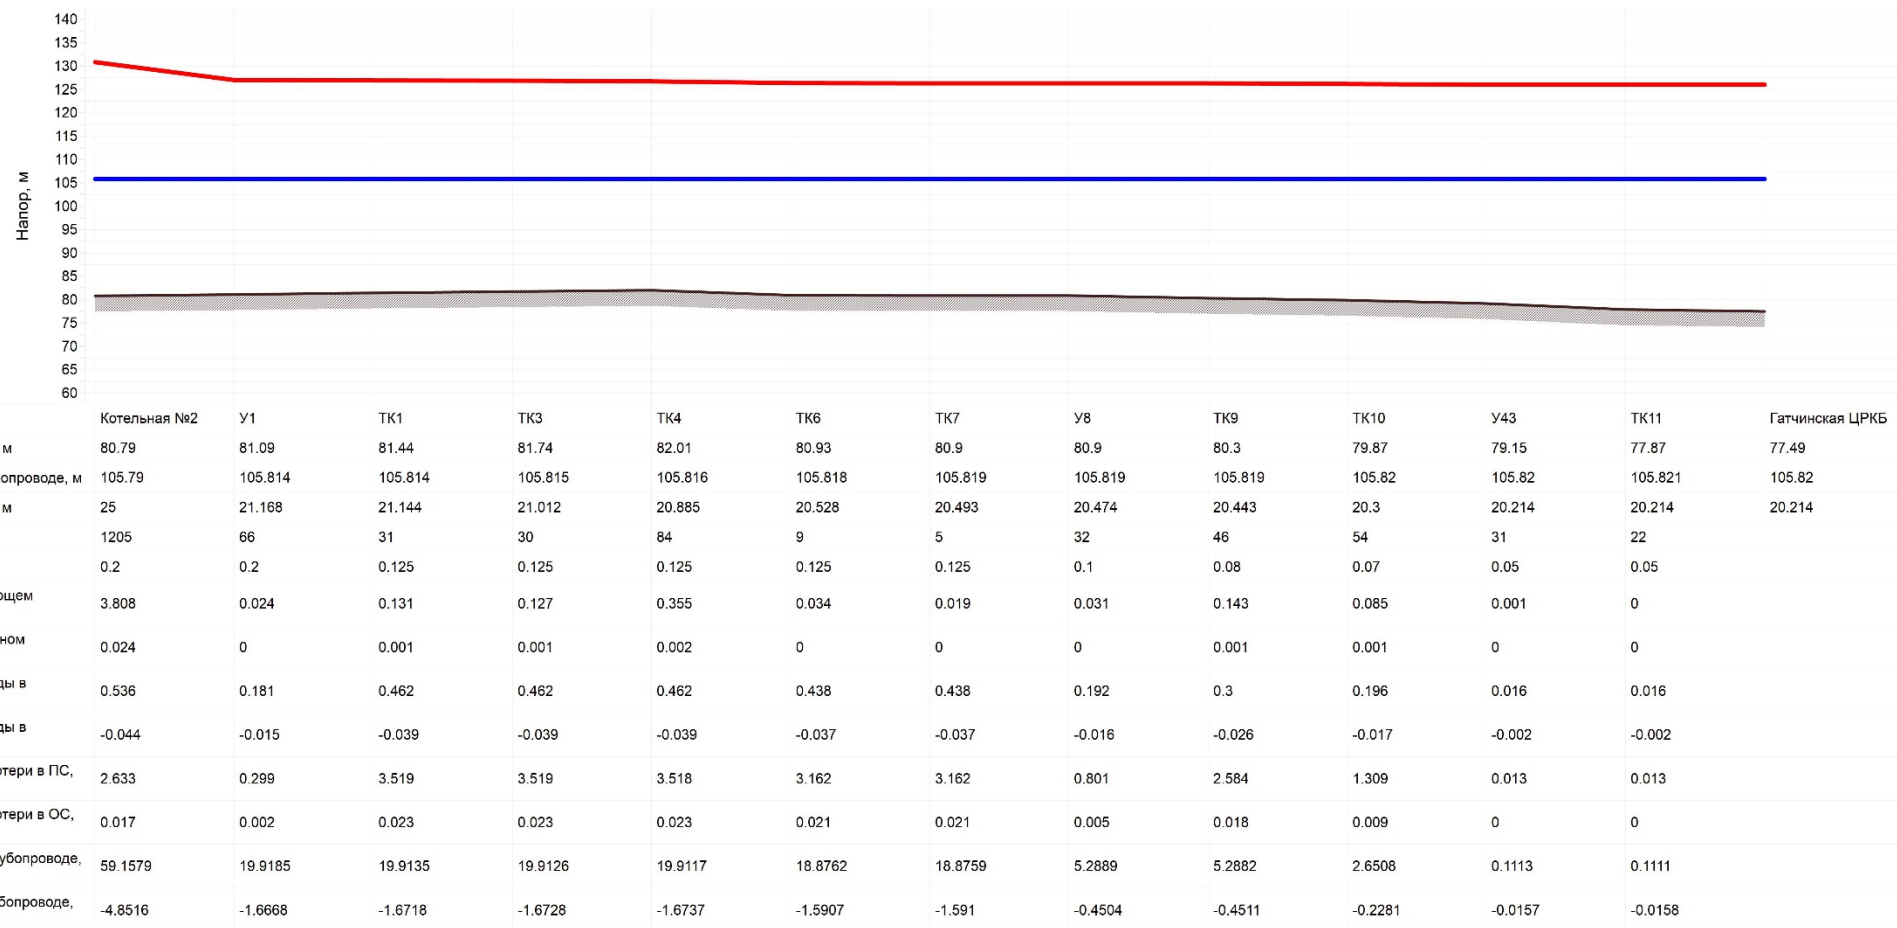 140
135
130
125
120
115
110
105
100
95
90
85
80
75
70
65
60
Напор, м
Котельная №2 У1 ТК1 ТК3 ТК4 ТК6 ТК7 У8 ТК9 ТК10 У43 ТК11 Гатчинская ЦРКБ
м 80.79 81.09 81.44 81.74 82.01 80.93 80.9 80.9 80.3 79.87 79.15 77.87 77.49
опроводе, м 105.79 105.814 105.814 105.815 105.816 105.818 105.819 105.819 105.819 105.82 105.82 105.821 105.82
м 25 21.168 21.144 21.012 20.885 20.528 20.493 20.474 20.443 20.3 20.214 20.214 20.214
1205 66 31 30 84 9 5 32 46 54 31 22
0.2 0.2 0.125 0.125 0.125 0.125 0.125 0.1 0.08 0.07 0.05 0.05
ющем 3.808 0.024 0.131 0.127 0.355 0.034 0.019 0.031 0.143 0.085 0.001 0
ном 0.024 0 0.001 0.001 0.002 0 0 0 0.001 0.001 0 0
ды в 0.536 0.181 0.462 0.462 0.462 0.438 0.438 0.192 0.3 0.196 0.016 0.016
ды в -0.044 -0.015 -0.039 -0.039 -0.039 -0.037 -0.037 -0.016 -0.026 -0.017 -0.002 -0.002
отери в ПС, 2.633 0.299 3.519 3.519 3.518 3.162 3.162 0.801 2.584 1.309 0.013 0.013
отери в ОС, 0.017 0.002 0.023 0.023 0.023 0.021 0.021 0.005 0.018 0.009 0 0
убопроводе, 59.1579 19.9185 19.9135 19.9126 19.9117 18.8762 18.8759 5.2889 5.2882 2.6508 0.1113 0.1111
бопроводе, -4.8516 -1.6668 -1.6718 -1.6728 -1.6737 -1.5907 -1.591 -0.4504 -0.4511 -0.2281 -0.0157 -0.0158